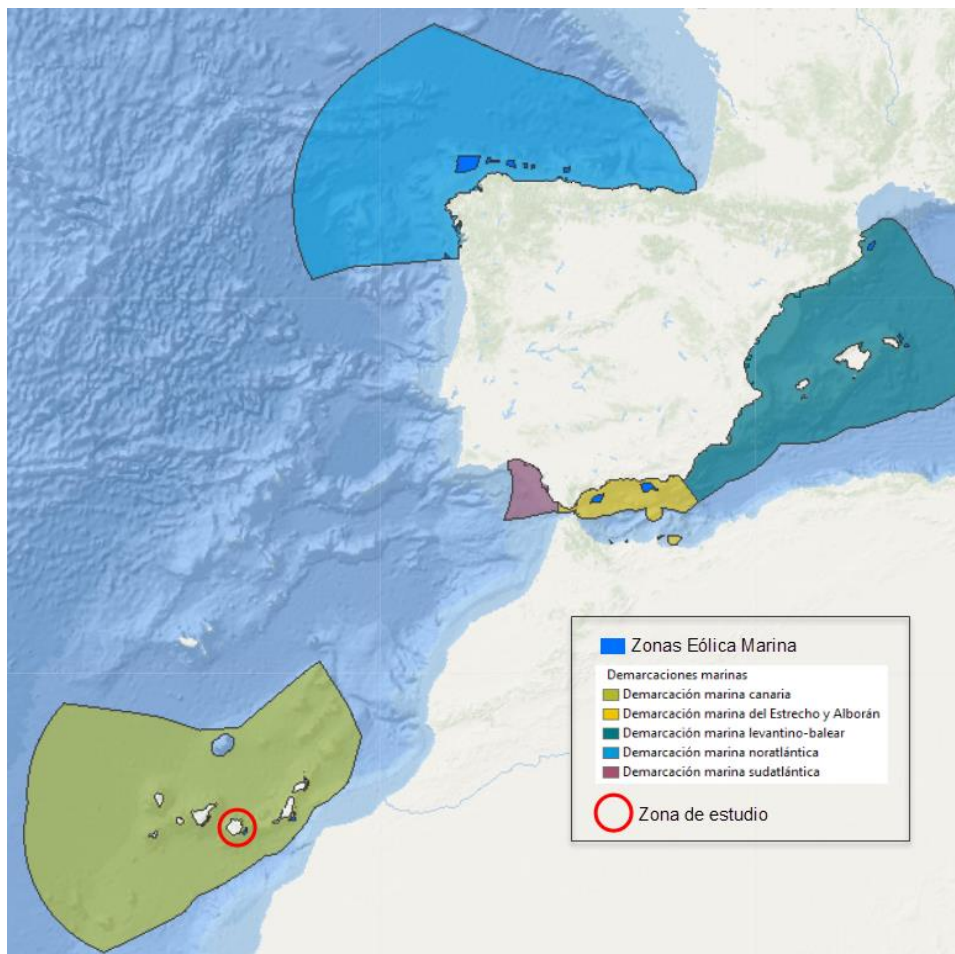 Zonas Eólica Marina
Demarcaciones marinas
Demarcación marina canaria
Demarcación marina del Estrecho y Alborán
Demarcación marina levantino-balear
Demarcación marina noratlántica
Demarcación marina sudatlántica
Zona de estudio